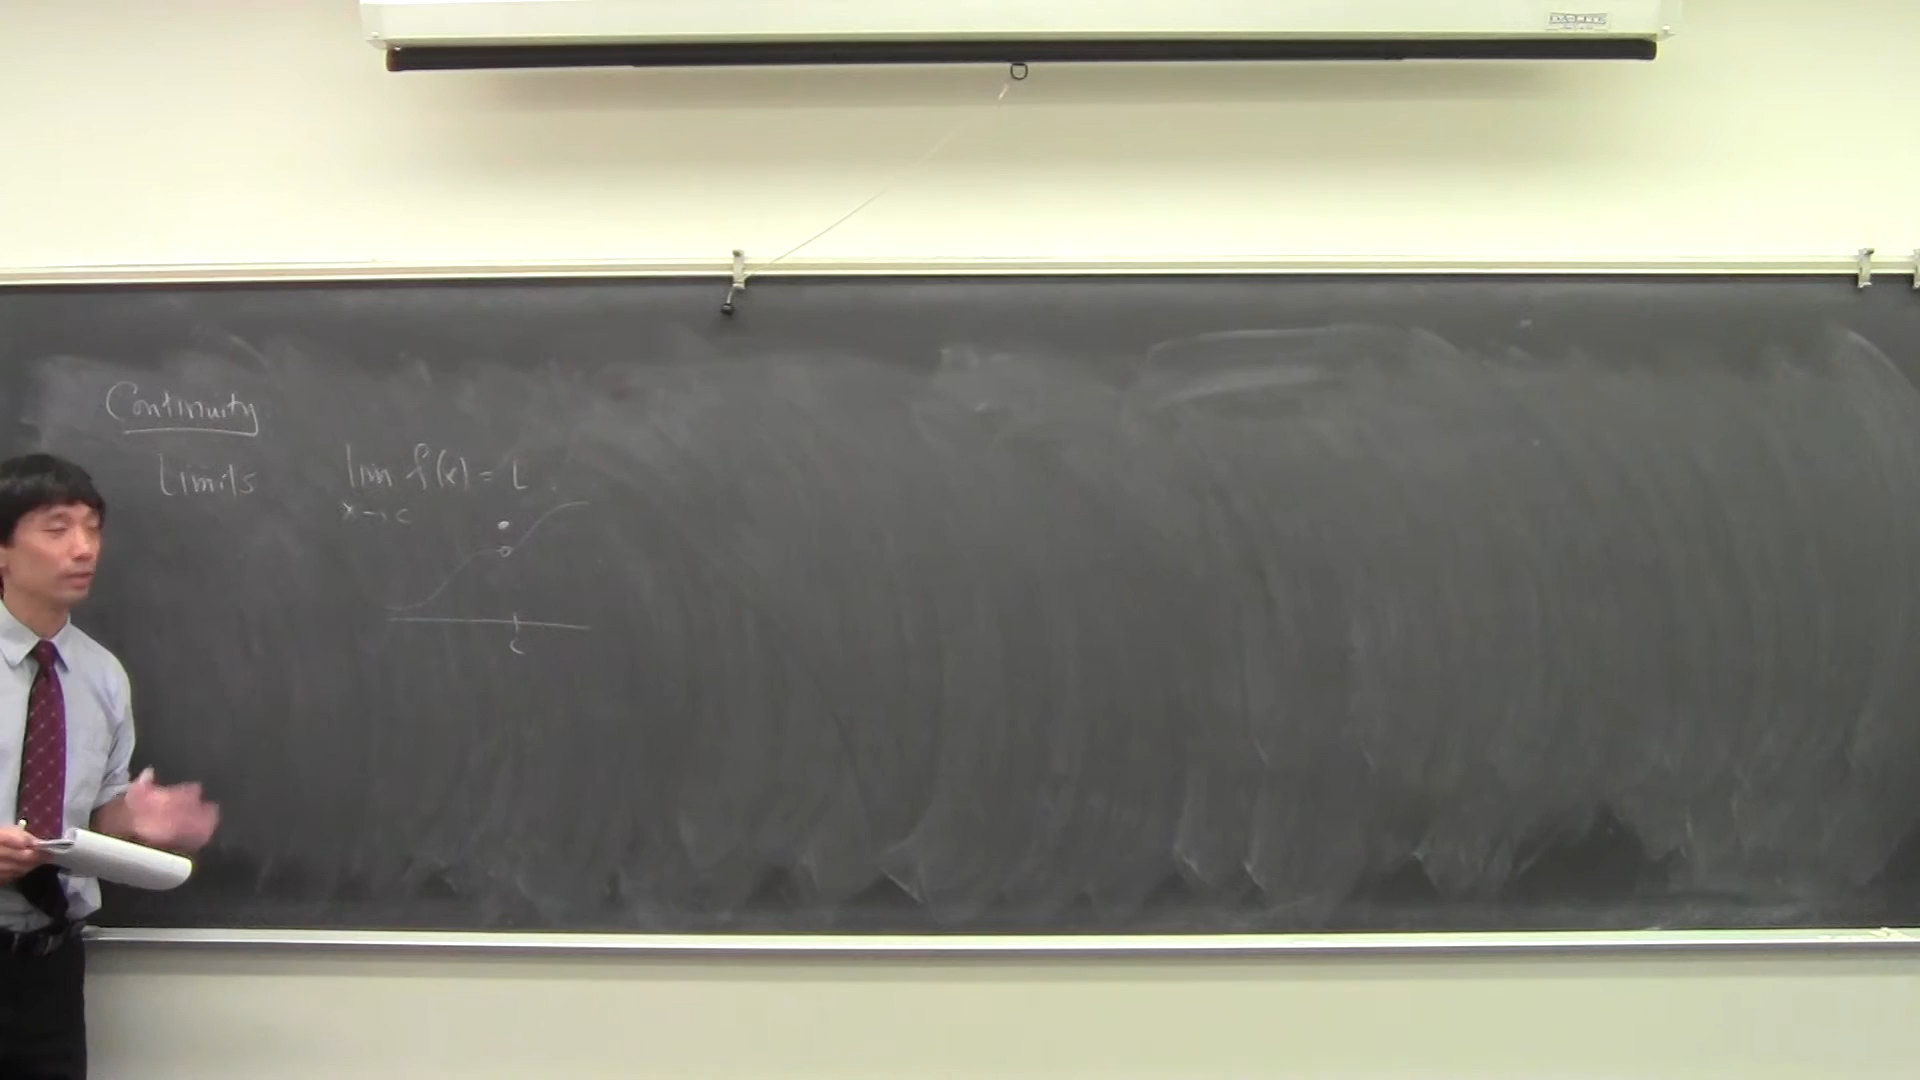 Continuity
Limits
lim f(x) = L
x → c
c